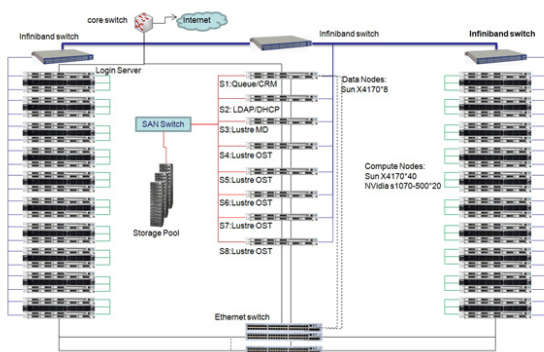 core switch
Internet
Infiniband switch
Infiniband switch
Infiniband switch
Login Server
Data Nodes:
Sun X4170*8
S1:Queue/CRM
S2: LDAP/DHCP
SAN Switch
S3:Lustre MD
S4:Lustre OST
Compute Nodes:
Sun X4170*40
NVidia s1070-500*20
S5:Lustre OST
S6:Lustre OST
S7:Lustre OST
Storage Pool
S8:Lustre OST
Ethernet switch